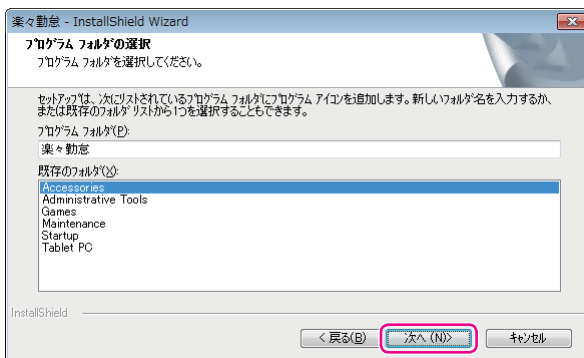 楽々勤怠 - InstallShield Wizard
プログラム フォルダの選択
プログラム フォルダを選択してください。
セットアップは、次にリストされているプログラム フォルダにプログラム アイコンを追加します。新しいフォルダ名を入力するか、
または既存のフォルダ リストから1つを選択することもできます。
プログラム フォルダ(P):
楽々勤怠
既存のフォルダ(X):
Accessories
Administrative Tools
Games
Maintenance
Startup
Tablet PC
InstallShield
< 戻る(B)
次へ (N)>
キャンセル